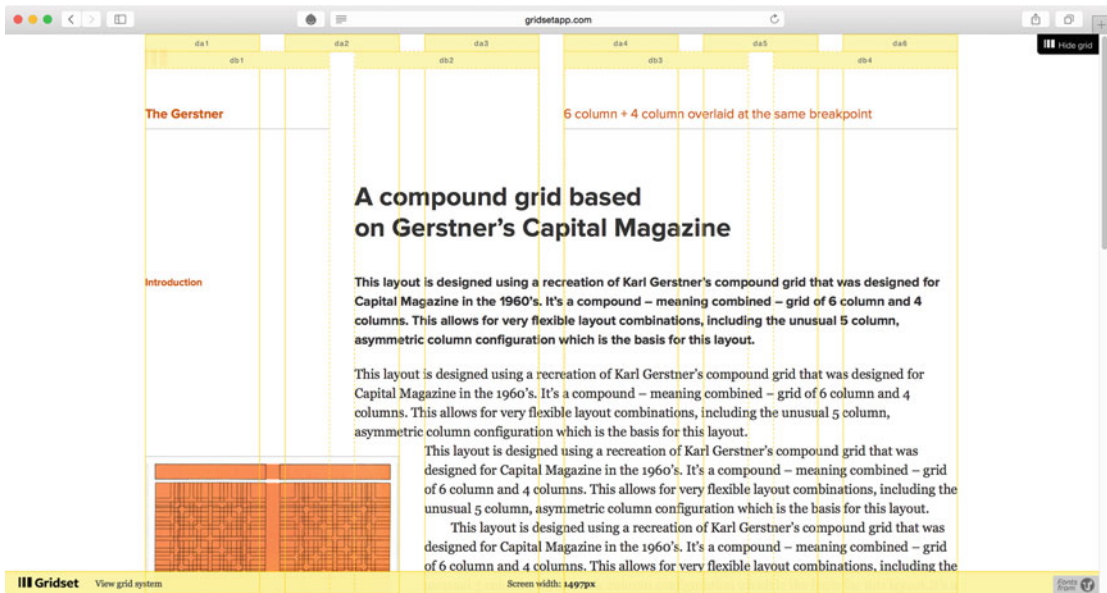 gridsetapp.com
da1 da2 da3 da4 da5 da6
Hide grid
db1 db2 db3 db4
The Gerstner
6 column + 4 column overlaid at the same breakpoint
A compound grid based
on Gerstner’s Capital Magazine
Introduction
This layout is designed using a recreation of Karl Gerstner’s compound grid that was designed for
Capital Magazine in the 1960’s. It’s a compound – meaning combined – grid of 6 column and 4
columns. This allows for very flexible layout combinations, including the unusual 5 column,
asymmetric column configuration which is the basis for this layout.
This layout is designed using a recreation of Karl Gerstner’s compound grid that was designed for
Capital Magazine in the 1960’s. It’s a compound – meaning combined – grid of 6 column and 4
columns. This allows for very flexible layout combinations, including the unusual 5 column,
asymmetric column configuration which is the basis for this layout.
This layout is designed using a recreation of Karl Gerstner’s compound grid that was
designed for Capital Magazine in the 1960’s. It’s a compound – meaning combined – grid
of 6 column and 4 columns. This allows for very flexible layout combinations, including the
unusual 5 column, asymmetric column configuration which is the basis for this layout.
This layout is designed using a recreation of Karl Gerstner’s compound grid that was
designed for Capital Magazine in the 1960’s. It’s a compound – meaning combined – grid
of 6 column and 4 columns. This allows for very flexible layout combinations, including the
Gridset
View grid system
Screen width: 1497px
Fonts
from